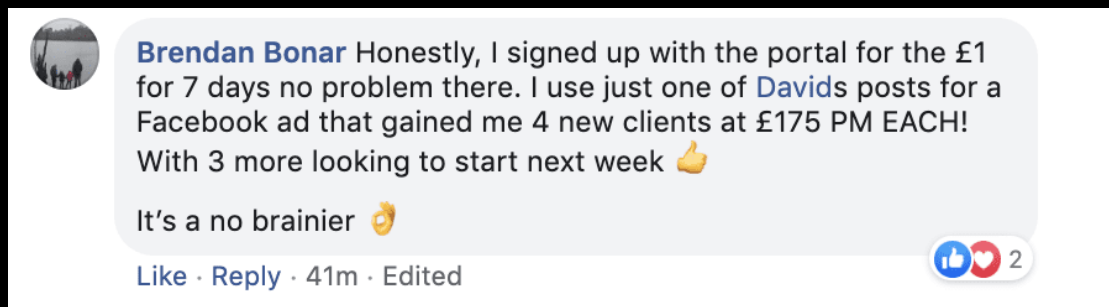 Brendan Bonar Honestly, I signed up with the portal for the £1
for 7 days no problem there. I use just one of Davids posts for a
Facebook ad that gained me 4 new clients at £175 PM EACH!
With 3 more looking to start next week 👍
It's a no brainier 👌
2
Like · Reply · 41m · Edited